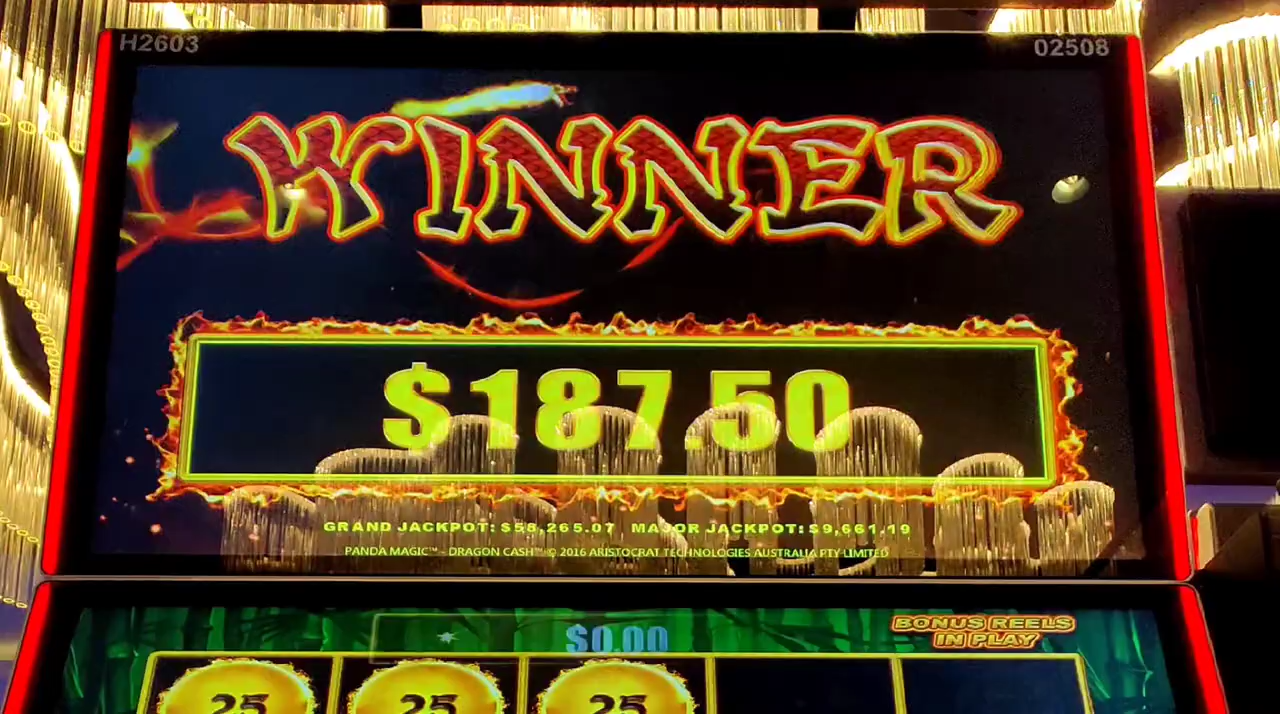 H2603
02508
WINNER
$187.50
GRAND JACKPOT: $58,265.07 MAJOR JACKPOT: $9,661.19
PANDA MAGIC™ - DRAGON CASH™ © 2016 ARISTOCRAT TECHNOLOGIES AUSTRALIA PTY LIMITED
$0.00
BONUS REELS
IN PLAY
25 25 25